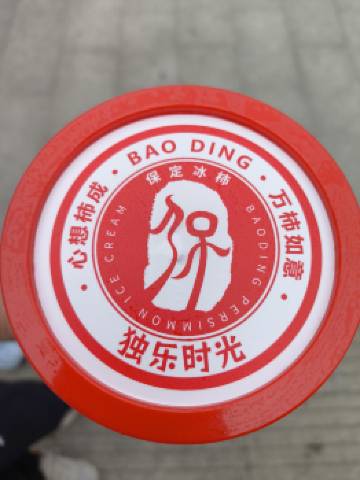 · BAO DING ·
心想柿成
万柿如意
保定冰柿
保
BAODING PERSIMMON·ICE CREAM
独乐时光